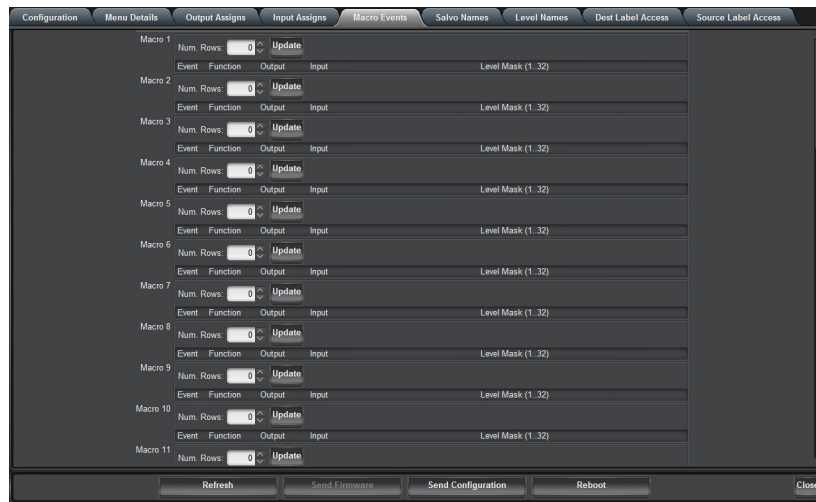 Configuration Menu Details Output Assigns Input Assigns Macro Events Salvo Names Level Names Dest Label Access Source Label Access
Macro 1 Num. Rows: 0 Update
Event Function Output Input Level Mask (1..32)
Macro 2 Num. Rows: 0 Update
Event Function Output Input Level Mask (1..32)
Macro 3 Num. Rows: 0 Update
Event Function Output Input Level Mask (1..32)
Macro 4 Num. Rows: 0 Update
Event Function Output Input Level Mask (1..32)
Macro 5 Num. Rows: 0 Update
Event Function Output Input Level Mask (1..32)
Macro 6 Num. Rows: 0 Update
Event Function Output Input Level Mask (1..32)
Macro 7 Num. Rows: 0 Update
Event Function Output Input Level Mask (1..32)
Macro 8 Num. Rows: 0 Update
Event Function Output Input Level Mask (1..32)
Macro 9 Num. Rows: 0 Update
Event Function Output Input Level Mask (1..32)
Macro 10 Num. Rows: 0 Update
Event Function Output Input Level Mask (1..32)
Macro 11 Num. Rows: 0 Update
Refresh Send Firmware Send Configuration Reboot Close